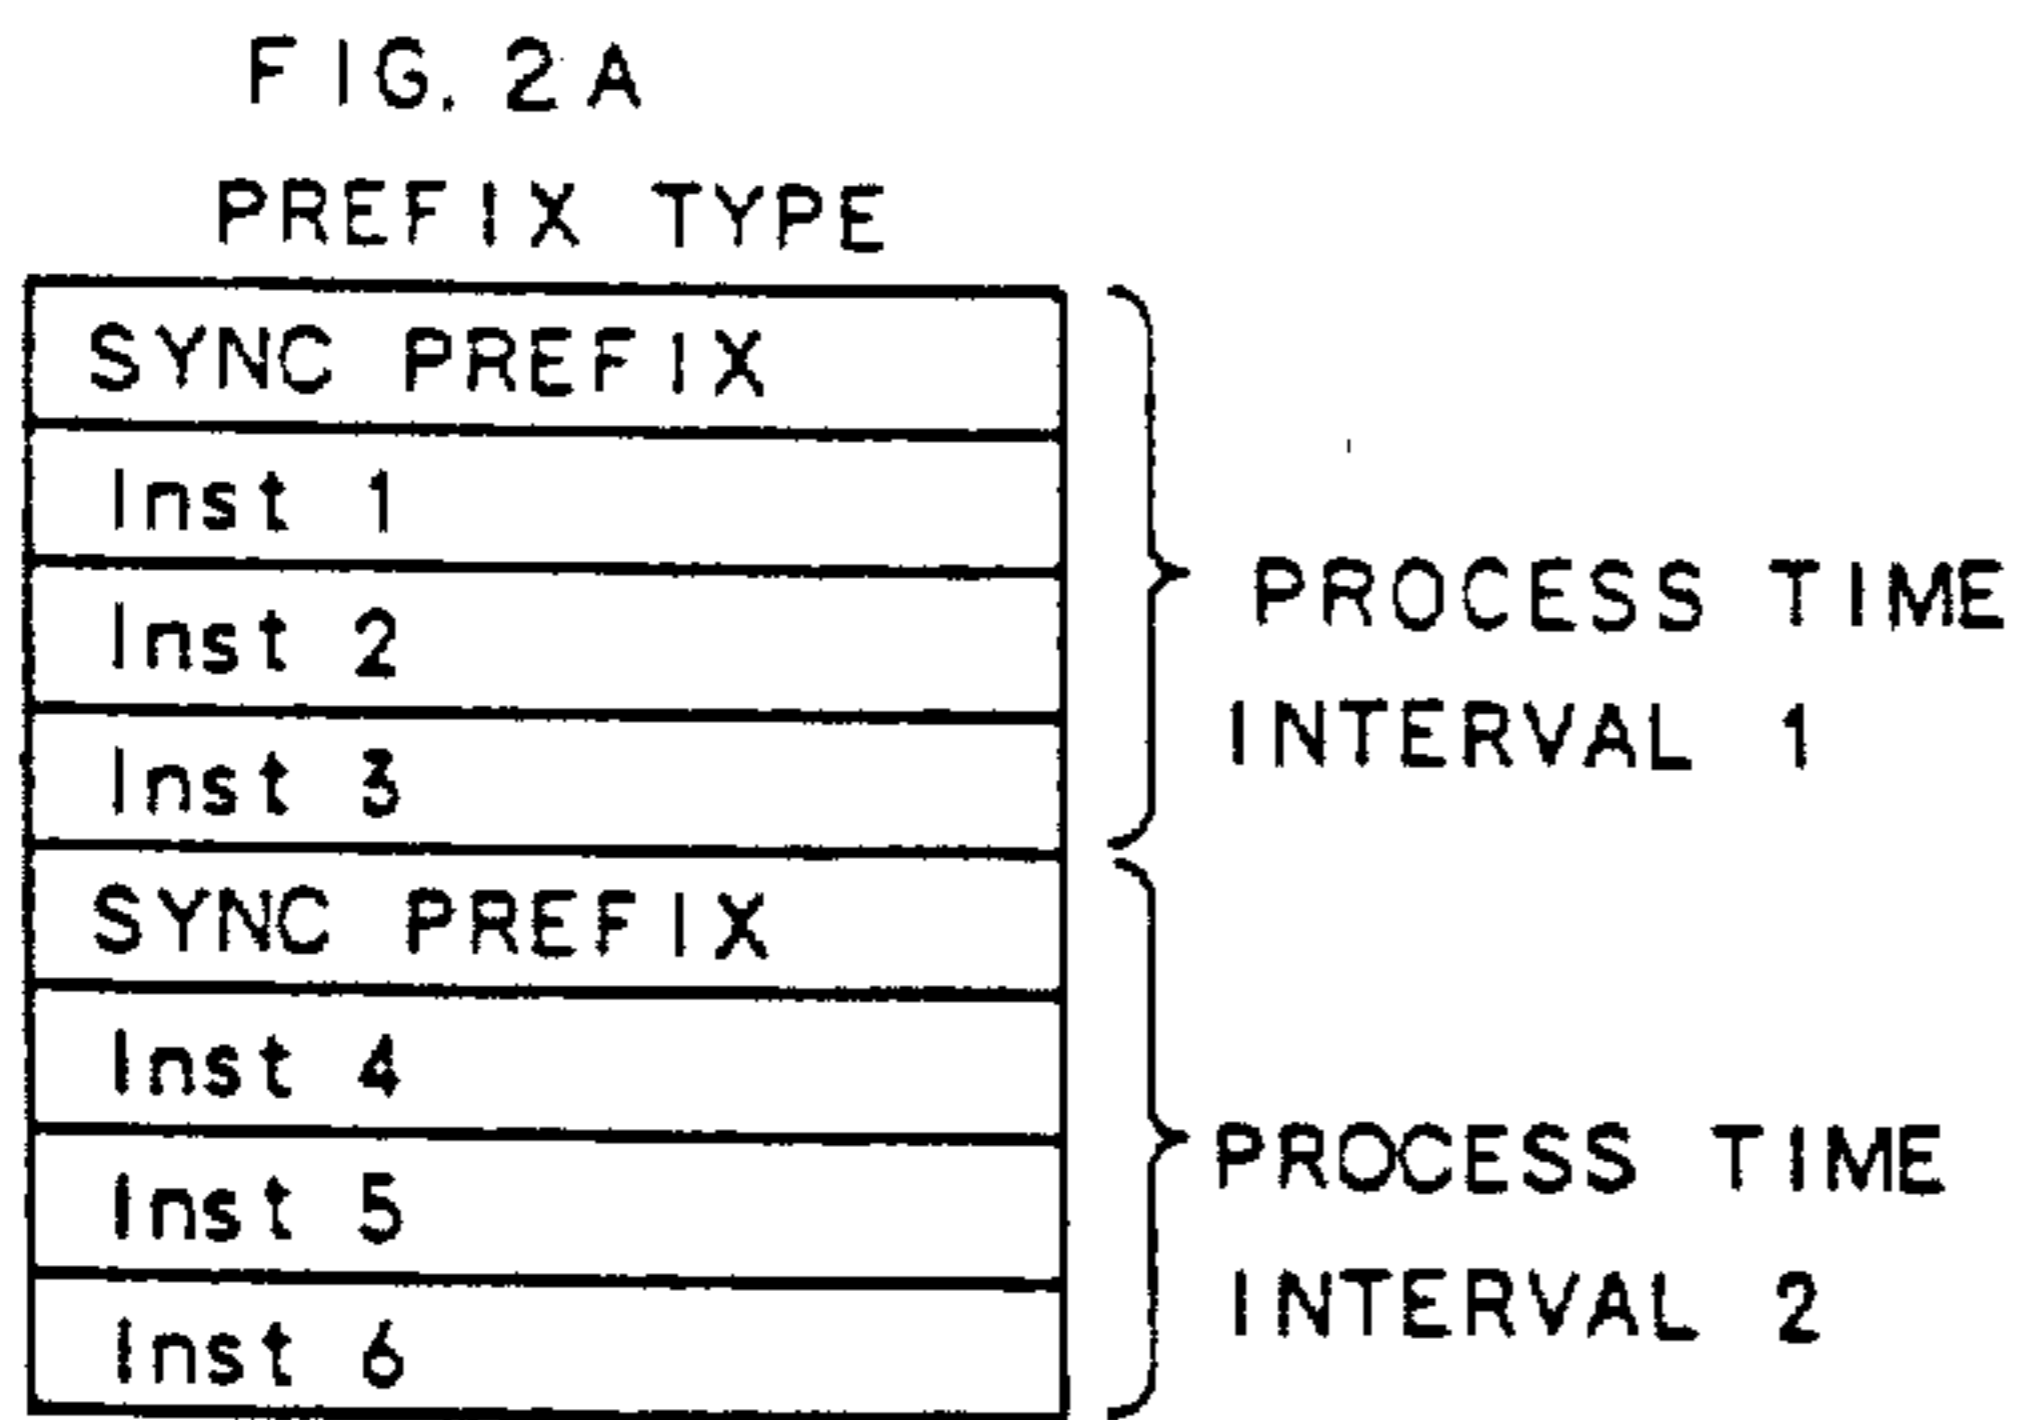 FIG. 2A
PREFIX TYPE
SYNC PREFIX
Inst 1
Inst 2
Inst 3
SYNC PREFIX
Inst 4
Inst 5
Inst 6
PROCESS TIME
INTERVAL 1
PROCESS TIME
INTERVAL 2